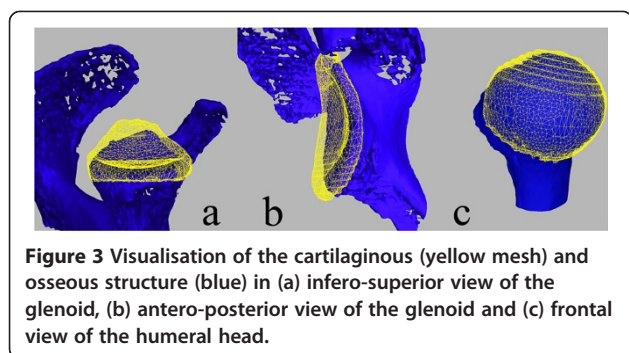 a b c
Figure 3 Visualisation of the cartilaginous (yellow mesh) and
osseous structure (blue) in (a) infero-superior view of the
glenoid, (b) antero-posterior view of the glenoid and (c) frontal
view of the humeral head.